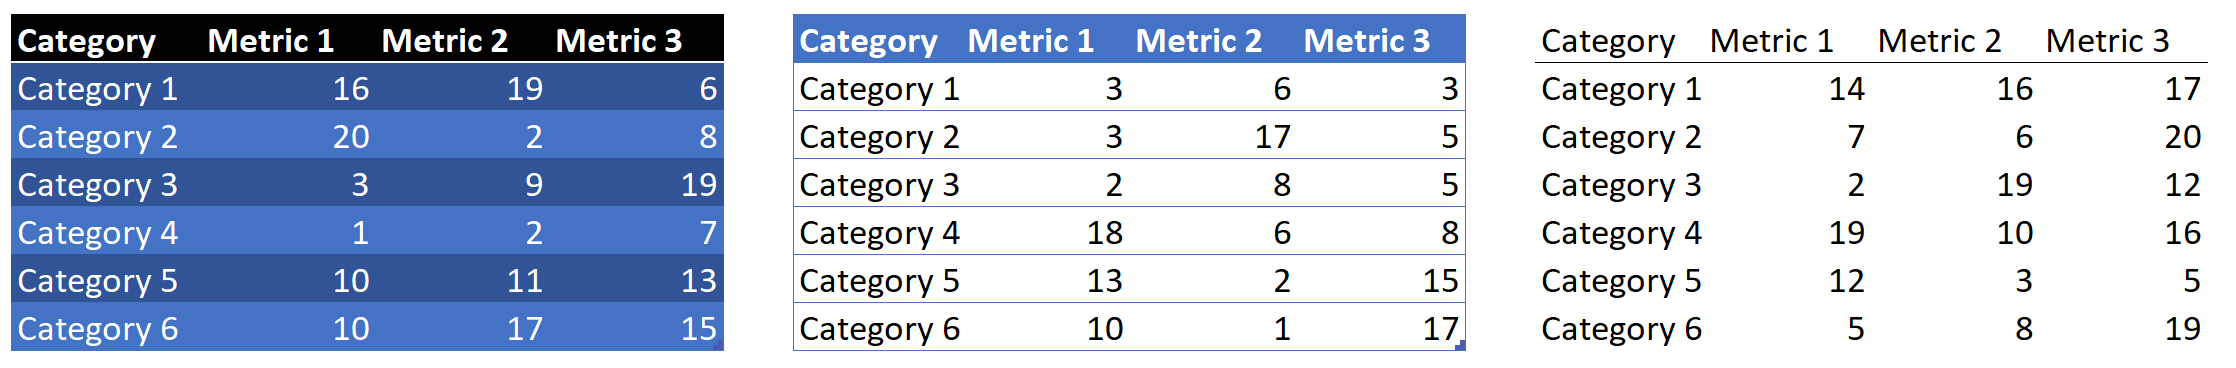 Category Metric 1 Metric 2 Metric 3
Category 1 16 19 6
Category 2 20 2 8
Category 3 3 9 19
Category 4 1 2 7
Category 5 10 11 13
Category 6 10 17 15
Category Metric 1 Metric 2 Metric 3
Category 1 3 6 3
Category 2 3 17 5
Category 3 2 8 5
Category 4 18 6 8
Category 5 13 2 15
Category 6 10 1 17
Category Metric 1 Metric 2 Metric 3
Category 1 14 16 17
Category 2 7 6 20
Category 3 2 19 12
Category 4 19 10 16
Category 5 12 3 5
Category 6 5 8 19